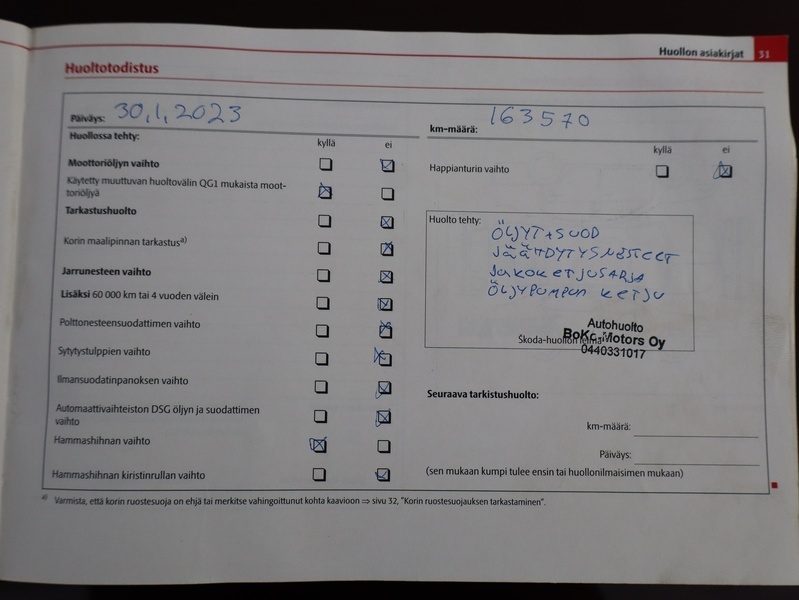 Huollon asiakirjat 31
Huoltotodistus
Päiväys: 30.1.2023
km-määrä: 163570
Huollossa tehty:
kyllä ei
Moottoriöljyn vaihto
Käytetty muuttuvan huoltovälin QG1 mukaista moot-
toriöljyä
Tarkastushuolto
Korin maalipinnan tarkastusa)
Jarrunesteen vaihto
Lisäksi 60 000 km tai 4 vuoden välein
Polttonesteensuodattimen vaihto
Sytytystulppien vaihto
Ilmansuodatinpanoksen vaihto
Automaattivaihteiston DSG öljyn ja suodattimen
vaihto
Hammashihnan vaihto
Hammashihnan kiristinrullan vaihto
kyllä ei
Happianturin vaihto
Huolto tehty:
ÖLJYT+SUOD
JÄÄHDYTYSNESTEET
JAKOKETJUSARJA
ÖLJYPUMPUN KETJU
Autohuolto
Skoda-huollon leima
BoKo-Motors Oy
0440331017
Seuraava tarkistushuolto:
km-määrä:
Päiväys:
(sen mukaan kumpi tulee ensin tai huollonilmaisimen mukaan)
a) Varmista, että korin ruostesuoja on ehjä tai merkitse vahingoittunut kohta kaavioon ⇒ sivu 32, "Korin ruostesuojauksen tarkastaminen".